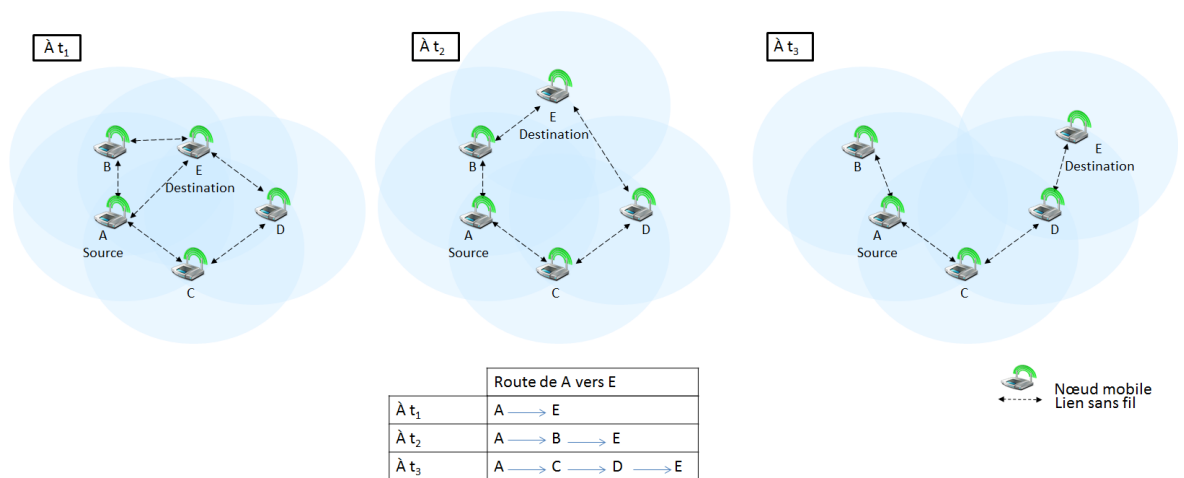 À t₁
B
E
Destination
A
Source
D
C
À t₂
E
Destination
B
A
Source
D
C
À t₃
E
Destination
B
A
Source
D
C
Route de A vers E
À t₁ A E
À t₂ A B E
À t₃ A C D E
Nœud mobile
Lien sans fil